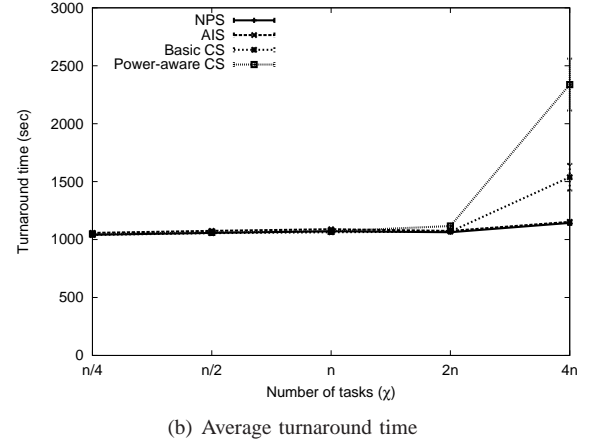 NPS
AIS
Basic CS
Power-aware CS
3000
2500
2000
1500
1000
500
0
Turnaround time (sec)
n/4 n/2 n 2n 4n
Number of tasks (χ)
(b) Average turnaround time